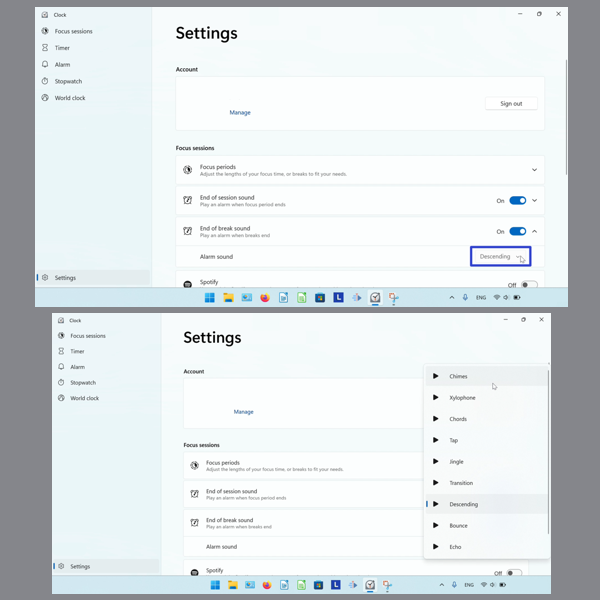 Clock
Focus sessions
Timer
Alarm
Stopwatch
World clock
Settings
Settings
Account
Manage
Sign out
Focus sessions
Focus periods
Adjust the lengths of your focus time, or breaks to fit your needs.
End of session sound
Play an alarm when focus period ends
On
End of break sound
Play an alarm when breaks end
On
Alarm sound
Descending
Spotify
Off
L
ENG
Clock
Focus sessions
Timer
Alarm
Stopwatch
World clock
Settings
Settings
Account
Manage
Focus sessions
Focus periods
Adjust the lengths of your focus time, or breaks to fit your needs.
End of session sound
Play an alarm when focus period ends
End of break sound
Play an alarm when breaks end
Alarm sound
Spotify
Off
Chimes
Xylophone
Chords
Tap
Jingle
Transition
Descending
Bounce
Echo
L
ENG